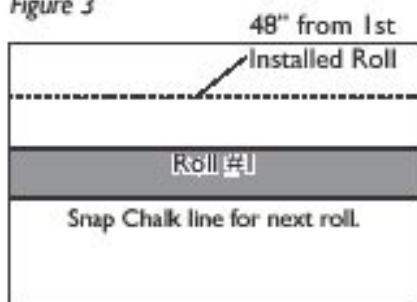 Figure 3
48" from 1st
Installed Roll
Roll #1
Snap Chalk line for next roll.